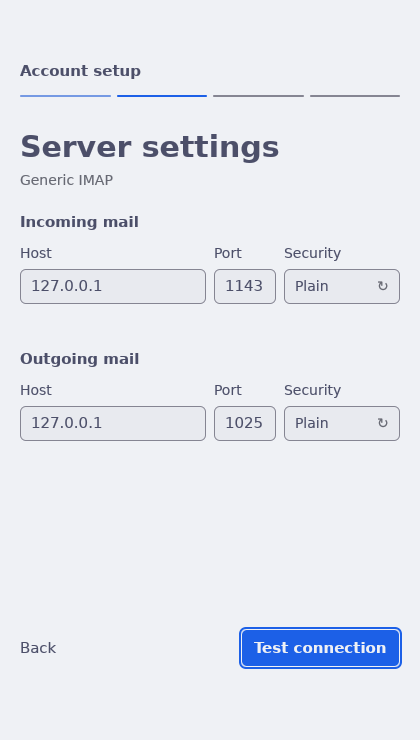 Account setup
Server settings
Generic IMAP
Incoming mail
Host Port Security
127.0.0.1 1143 Plain ↻
Outgoing mail
Host Port Security
127.0.0.1 1025 Plain ↻
Back Test connection